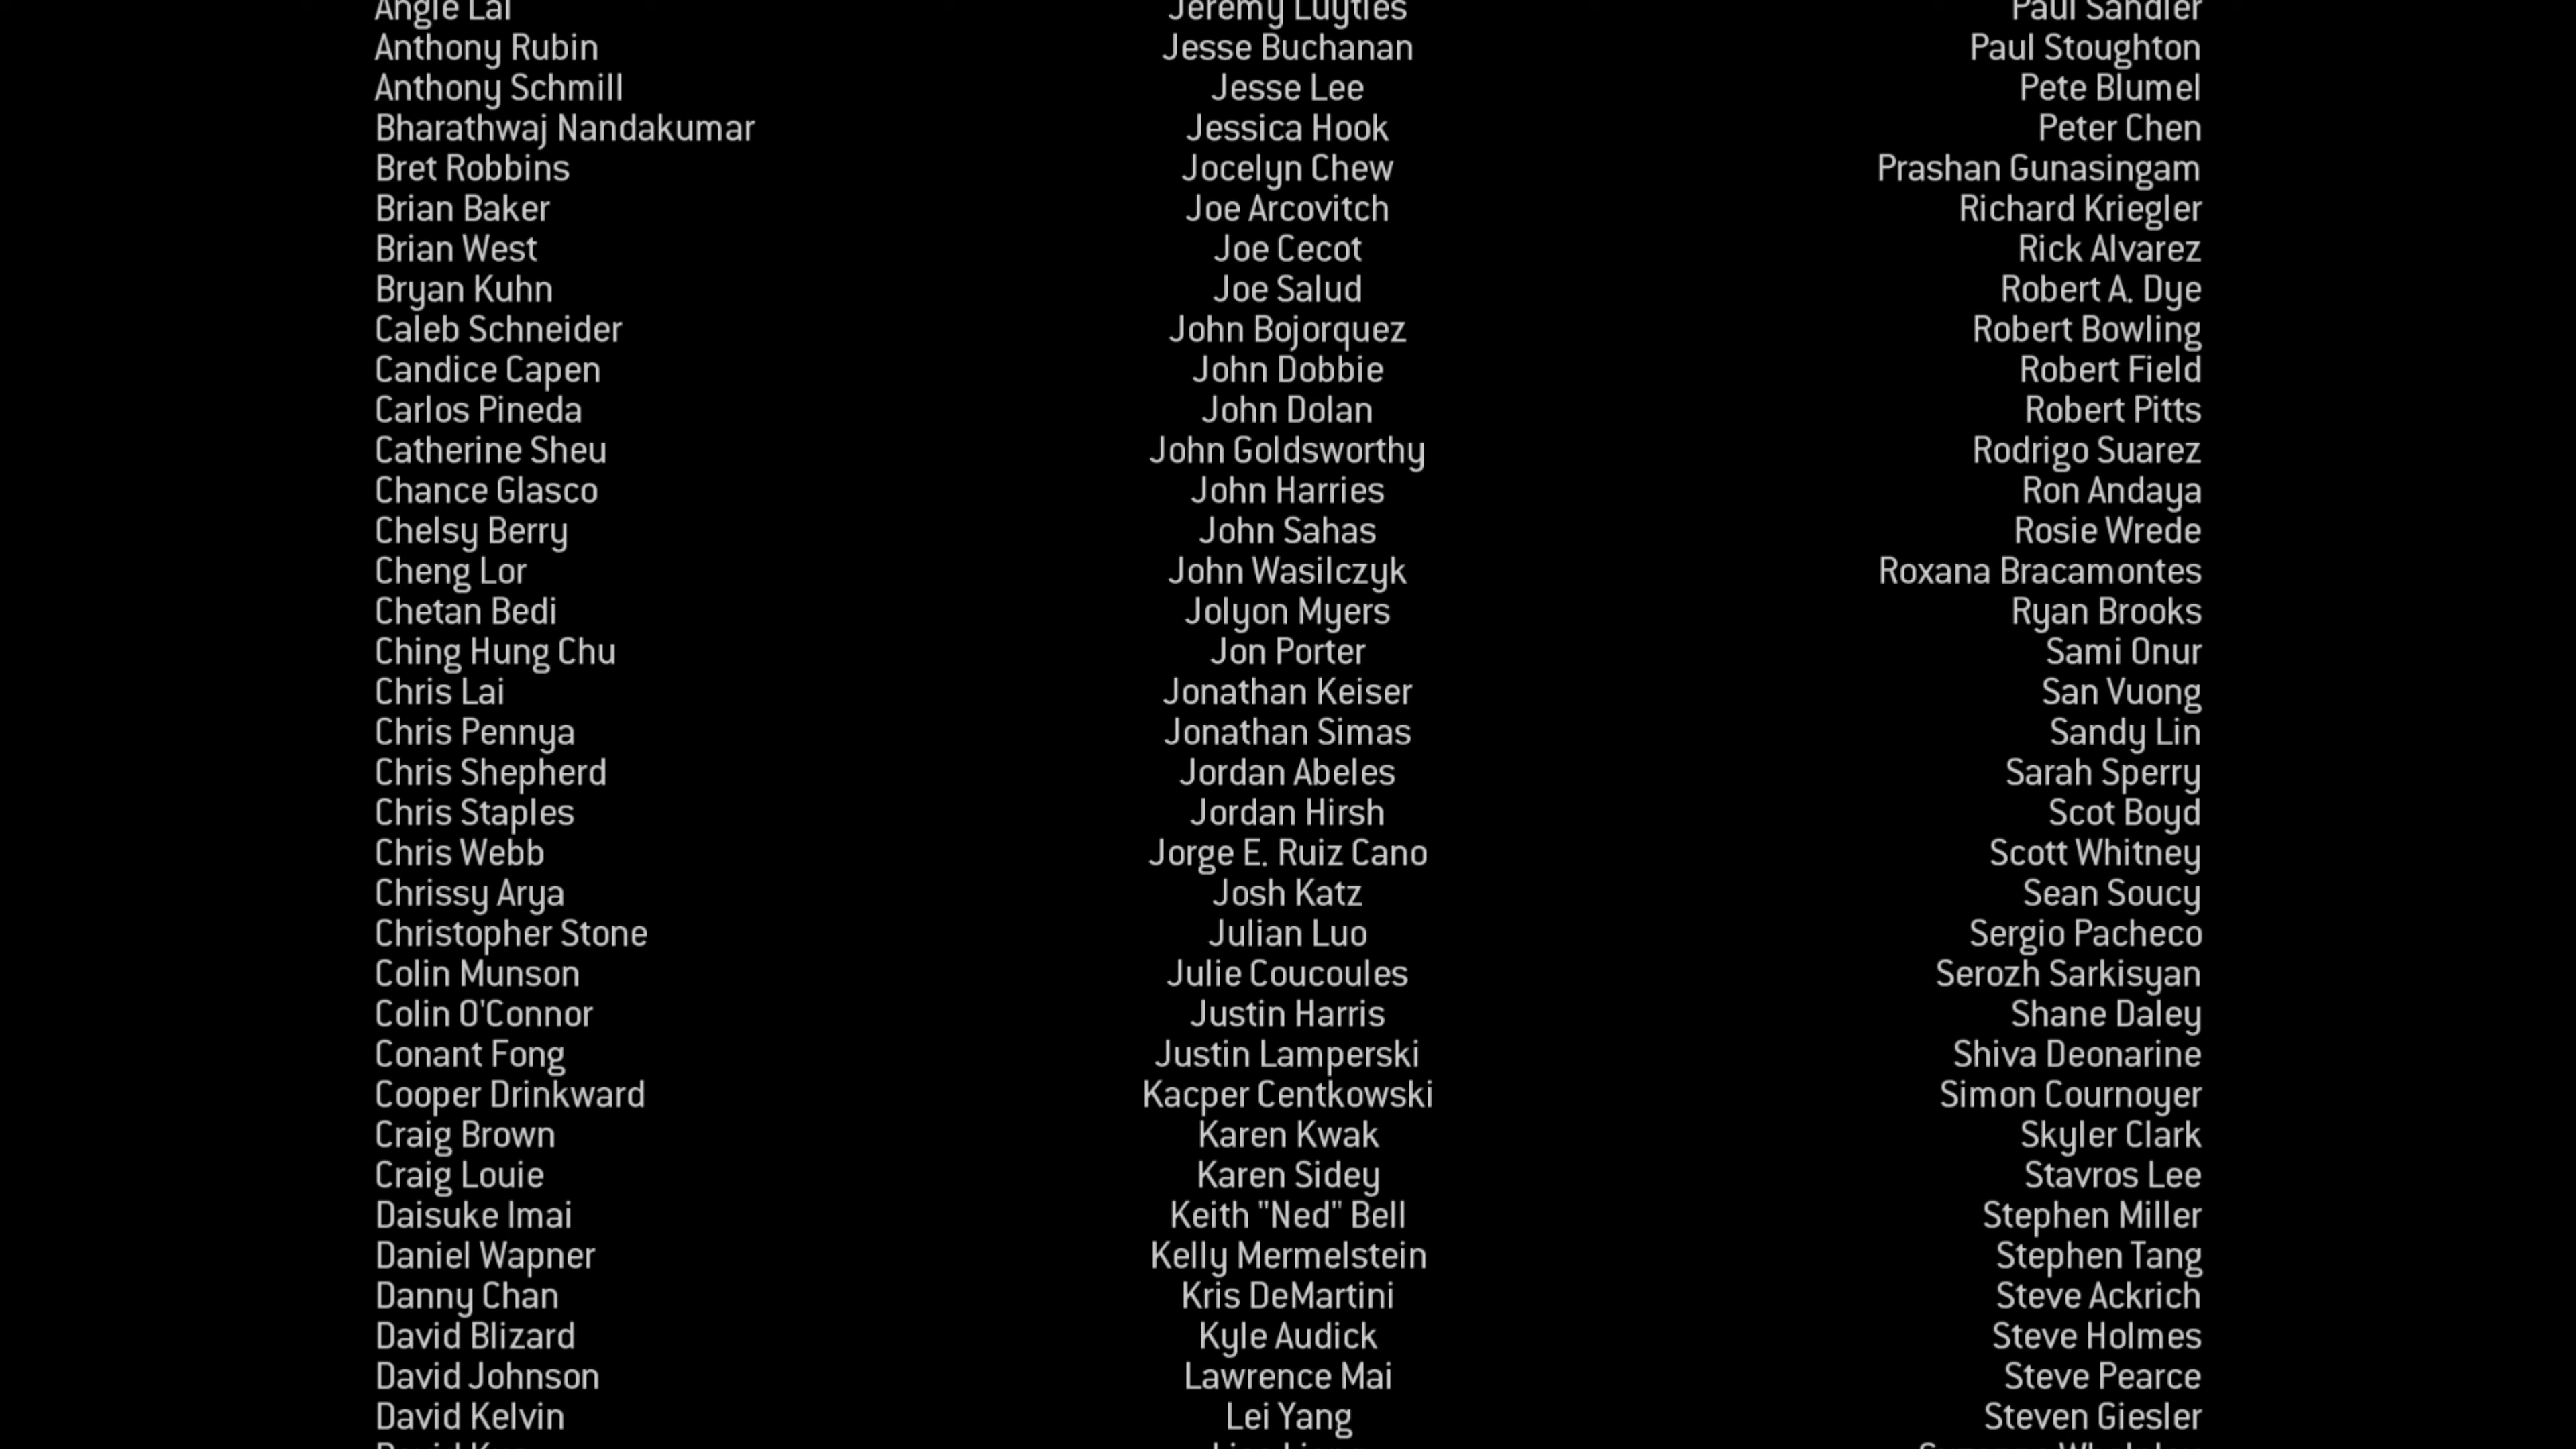 Angie Lai
Anthony Rubin
Anthony Schmill
Bharathwaj Nandakumar
Bret Robbins
Brian Baker
Brian West
Bryan Kuhn
Caleb Schneider
Candice Capen
Carlos Pineda
Catherine Sheu
Chance Glasco
Chelsy Berry
Cheng Lor
Chetan Bedi
Ching Hung Chu
Chris Lai
Chris Pennya
Chris Shepherd
Chris Staples
Chris Webb
Chrissy Arya
Christopher Stone
Colin Munson
Colin O'Connor
Conant Fong
Cooper Drinkward
Craig Brown
Craig Louie
Daisuke Imai
Daniel Wapner
Danny Chan
David Blizard
David Johnson
David Kelvin
Jeremy Luyties
Jesse Buchanan
Jesse Lee
Jessica Hook
Jocelyn Chew
Joe Arcovitch
Joe Cecot
Joe Salud
John Bojorquez
John Dobbie
John Dolan
John Goldsworthy
John Harries
John Sahas
John Wasilczyk
Jolyon Myers
Jon Porter
Jonathan Keiser
Jonathan Simas
Jordan Abeles
Jordan Hirsh
Jorge E. Ruiz Cano
Josh Katz
Julian Luo
Julie Coucoules
Justin Harris
Justin Lamperski
Kacper Centkowski
Karen Kwak
Karen Sidey
Keith "Ned" Bell
Kelly Mermelstein
Kris DeMartini
Kyle Audick
Lawrence Mai
Lei Yang
Paul Sandler
Paul Stoughton
Pete Blumel
Peter Chen
Prashan Gunasingam
Richard Kriegler
Rick Alvarez
Robert A. Dye
Robert Bowling
Robert Field
Robert Pitts
Rodrigo Suarez
Ron Andaya
Rosie Wrede
Roxana Bracamontes
Ryan Brooks
Sami Onur
San Vuong
Sandy Lin
Sarah Sperry
Scot Boyd
Scott Whitney
Sean Soucy
Sergio Pacheco
Serozh Sarkisyan
Shane Daley
Shiva Deonarine
Simon Cournoyer
Skyler Clark
Stavros Lee
Stephen Miller
Stephen Tang
Steve Ackrich
Steve Holmes
Steve Pearce
Steven Giesler